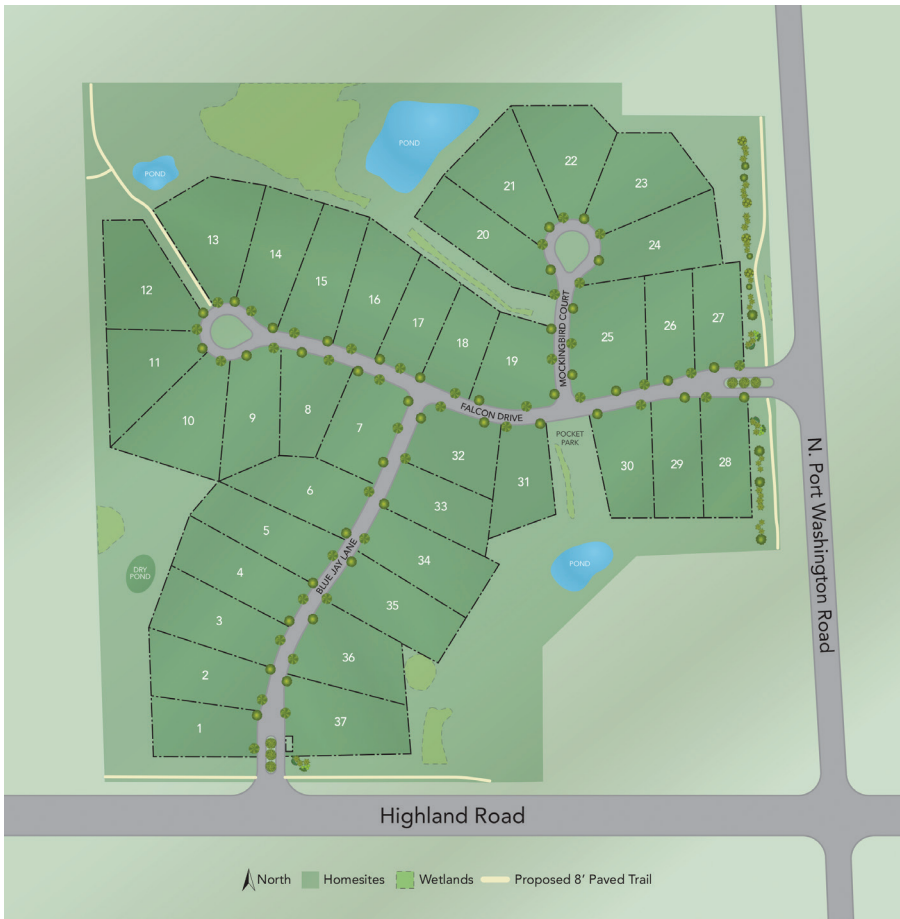 POND
POND
22
21
23
13
20
24
14
12
15
16
MOCKINGBIRD COURT
27
17
26
25
18
19
11
FALCON DRIVE
8
10
9
7
POCKET
PARK
32
30
29
28
31
6
33
5
N. Port Washington Road
34
POND
DRY
POND
4
BLUE JAY LANE
35
3
36
2
37
1
Highland Road
North
Homesites
Wetlands
Proposed 8' Paved Trail